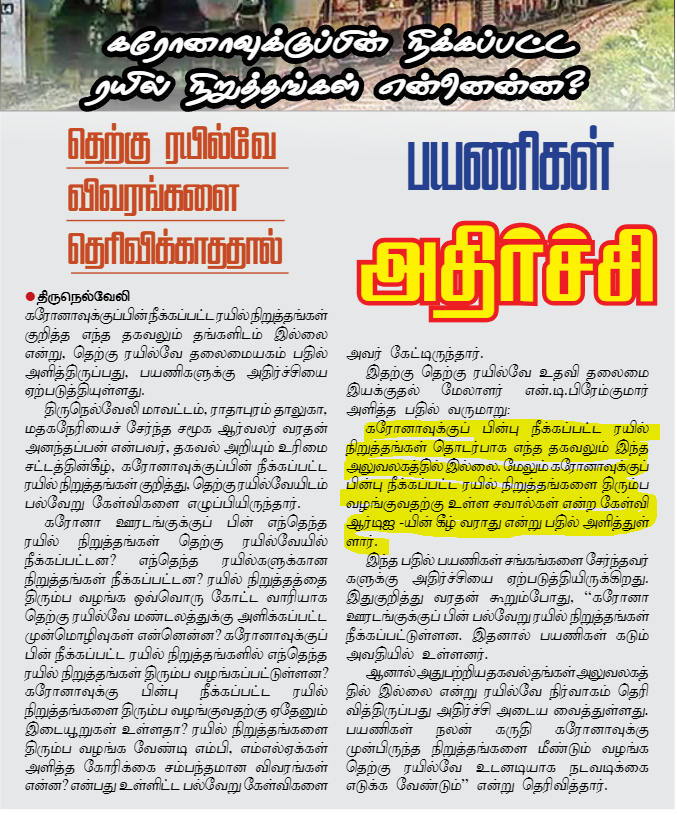 கரோனாவுக்குப்பின் நீக்கப்பட்ட
ரயில் நிறுத்தங்கள் என்னென்ன?
தெற்கு ரயில்வே
விவரங்களை
தெரிவிக்காததால்
பயணிகள்
அதிர்ச்சி
● திருநெல்வேலி
கரோனாவுக்குப்பின் நீக்கப்பட்ட ரயில் நிறுத்தங்கள்
குறித்த எந்த தகவலும் தங்களிடம் இல்லை
என்று, தெற்கு ரயில்வே தலைமையகம் பதில்
அளித்திருப்பது, பயணிகளுக்கு அதிர்ச்சியை
ஏற்படுத்தியுள்ளது.
திருநெல்வேலி மாவட்டம், ராதாபுரம் தாலுகா,
மதகநேரியைச் சேர்ந்த சமூக ஆர்வலர் வரதன்
அனந்தப்பன் என்பவர், தகவல் அறியும் உரிமை
சட்டத்தின்கீழ், கரோனாவுக்குப்பின் நீக்கப்பட்ட
ரயில் நிறுத்தங்கள் குறித்து, தெற்கு ரயில்வேயிடம்
பல்வேறு கேள்விகளை எழுப்பியிருந்தார்.
கரோனா ஊரடங்குக்குப் பின் எந்தெந்த
ரயில் நிறுத்தங்கள் தெற்கு ரயில்வேயில்
நீக்கப்பட்டன? எந்தெந்த ரயில்களுக்கான
நிறுத்தங்கள் நீக்கப்பட்டன? ரயில் நிறுத்தத்தை
திரும்ப வழங்க ஒவ்வொரு கோட்ட வாரியாக
தெற்கு ரயில்வே மண்டலத்துக்கு அளிக்கப்பட்ட
முன்மொழிவுகள் என்னென்ன? கரோனாவுக்குப்
பின் நீக்கப்பட்ட ரயில் நிறுத்தங்களில் எந்தெந்த
ரயில் நிறுத்தங்கள் திரும்ப வழங்கப்பட்டுள்ளன?
கரோனாவுக்கு பின்பு நீக்கப்பட்ட ரயில்
நிறுத்தங்களை திரும்ப வழங்குவதற்கு ஏதேனும்
இடையூறுகள் உள்ளதா? ரயில் நிறுத்தங்களை
திரும்ப வழங்க வேண்டி எம்பி, எம்எல்ஏக்கள்
அளித்த கோரிக்கை சம்பந்தமான விவரங்கள்
என்ன? என்பது உள்ளிட்ட பல்வேறு கேள்விகளை
அவர் கேட்டிருந்தார்.
இதற்கு தெற்கு ரயில்வே உதவி தலைமை
இயக்குதல் மேலாளர் என்.டி.பிரேம்குமார்
அளித்த பதில் வருமாறு:
கரோனாவுக்குப் பின்பு நீக்கப்பட்ட ரயில்
நிறுத்தங்கள் தொடர்பாக எந்த தகவலும் இந்த
அலுவலகத்தில் இல்லை. மேலும் கரோனாவுக்குப்
பின்பு நீக்கப்பட்ட ரயில் நிறுத்தங்களை திரும்ப
வழங்குவதற்கு உள்ள சவால்கள் என்ற கேள்வி
ஆர்டிஐ -யின் கீழ் வராது என்று பதில் அளித்துள்
ளார்.
இந்த பதில் பயணிகள் சங்கங்களை சேர்ந்தவர்
களுக்கு அதிர்ச்சியை ஏற்படுத்தியிருக்கிறது.
இதுகுறித்து வரதன் கூறும்போது, “கரோனா
ஊரடங்குக்குப் பின் பல்வேறு ரயில் நிறுத்தங்கள்
நீக்கப்பட்டுள்ளன. இதனால் பயணிகள் கடும்
அவதியில் உள்ளனர்.
ஆனால் அதுபற்றிய தகவல் தங்கள் அலுவலகத்
தில் இல்லை என்று ரயில்வே நிர்வாகம் தெரி
வித்திருப்பது அதிர்ச்சி அடைய வைத்துள்ளது.
பயணிகள் நலன் கருதி கரோனாவுக்கு
முன்பிருந்த நிறுத்தங்களை மீண்டும் வழங்க
தெற்கு ரயில்வே உடனடியாக நடவடிக்கை
எடுக்க வேண்டும்” என்று தெரிவித்தார்.